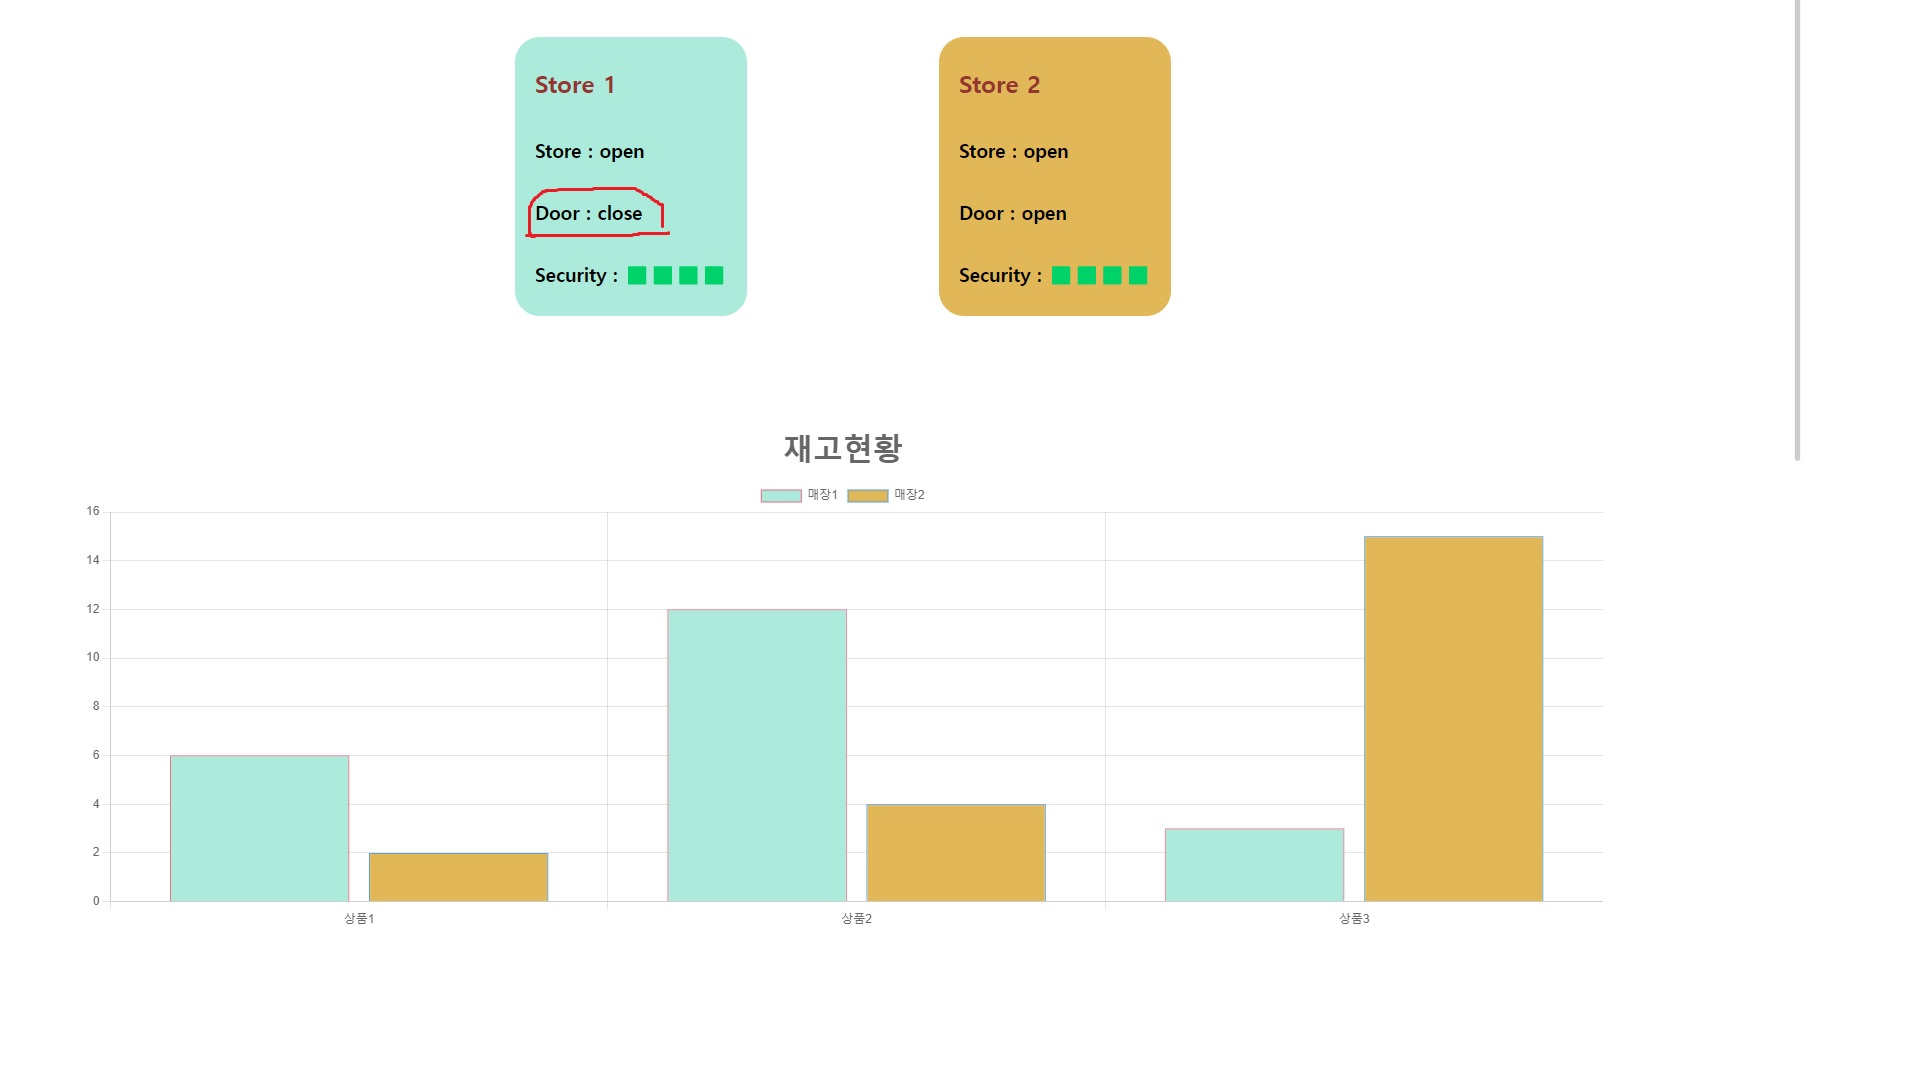 Store 1
Store : open
Door : close
Security :
Store 2
Store : open
Door : open
Security :
재고현황
매장1 매장2
16
14
12
10
8
6
4
2
0
상품1 상품2 상품3